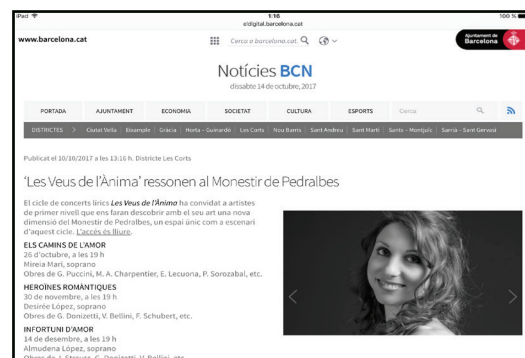 iPad
1:16
100 %
eldigital.barcelona.cat
www.barcelona.cat
Cerca a barcelona.cat
Ajuntament de
Barcelona
Notícies BCN
dissabte 14 de octubre, 2017
PORTADA AJUNTAMENT ECONOMIA SOCIETAT CULTURA ESPORTS Cerca
DISTRICTES > Ciutat Vella Eixample Gràcia Horta - Guinardó Les Corts Nou Barris Sant Andreu Sant Martí Sants - Montjuïc Sarrià - Sant Gervasi
Publicat el 10/10/2017 a les 13:16 h. Districte Les Corts
'Les Veus de l'Ànima' ressonen al Monestir de Pedralbes
El cicle de concerts lírics Les Veus de l'Ànima ha convidat a artistes
de primer nivell que ens faran descobrir amb el seu art una nova
dimensió del Monestir de Pedralbes, un espai únic com a escenari
d'aquest cicle. L'accés és lliure.
ELS CAMINS DE L'AMOR
26 d'octubre, a les 19 h
Mireia Marí, soprano
Obres de G. Puccini, M. A. Charpentier, E. Lecuona, P. Sorozabal, etc.
HEROÏNES ROMÀNTIQUES
30 de novembre, a les 19 h
Desirée López, soprano
Obres de G. Donizetti, V. Bellini, F. Schubert, etc.
INFORTUNI D'AMOR
14 de desembre, a les 19 h
Almudena López, soprano
Obres de J. Strauss, G. Donizetti, V. Bellini, etc.